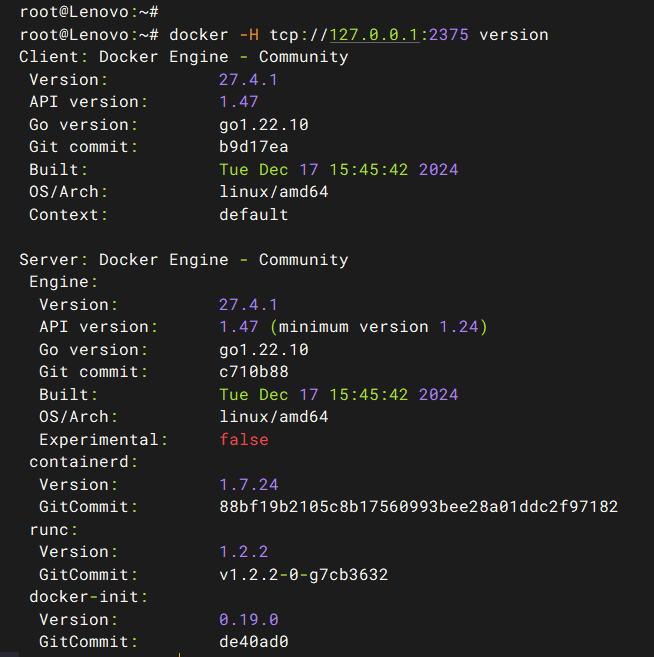 root@Lenovo:~#
root@Lenovo:~# docker -H tcp://127.0.0.1:2375 version
Client: Docker Engine - Community
 Version:           27.4.1
 API version:       1.47
 Go version:        go1.22.10
 Git commit:        b9d17ea
 Built:             Tue Dec 17 15:45:42 2024
 OS/Arch:           linux/amd64
 Context:           default

Server: Docker Engine - Community
 Engine:
  Version:          27.4.1
  API version:      1.47 (minimum version 1.24)
  Go version:       go1.22.10
  Git commit:       c710b88
  Built:            Tue Dec 17 15:45:42 2024
  OS/Arch:          linux/amd64
  Experimental:     false
 containerd:
  Version:          1.7.24
  GitCommit:        88bf19b2105c8b17560993bee28a01ddc2f97182
 runc:
  Version:          1.2.2
  GitCommit:        v1.2.2-0-g7cb3632
 docker-init:
  Version:          0.19.0
  GitCommit:        de40ad0